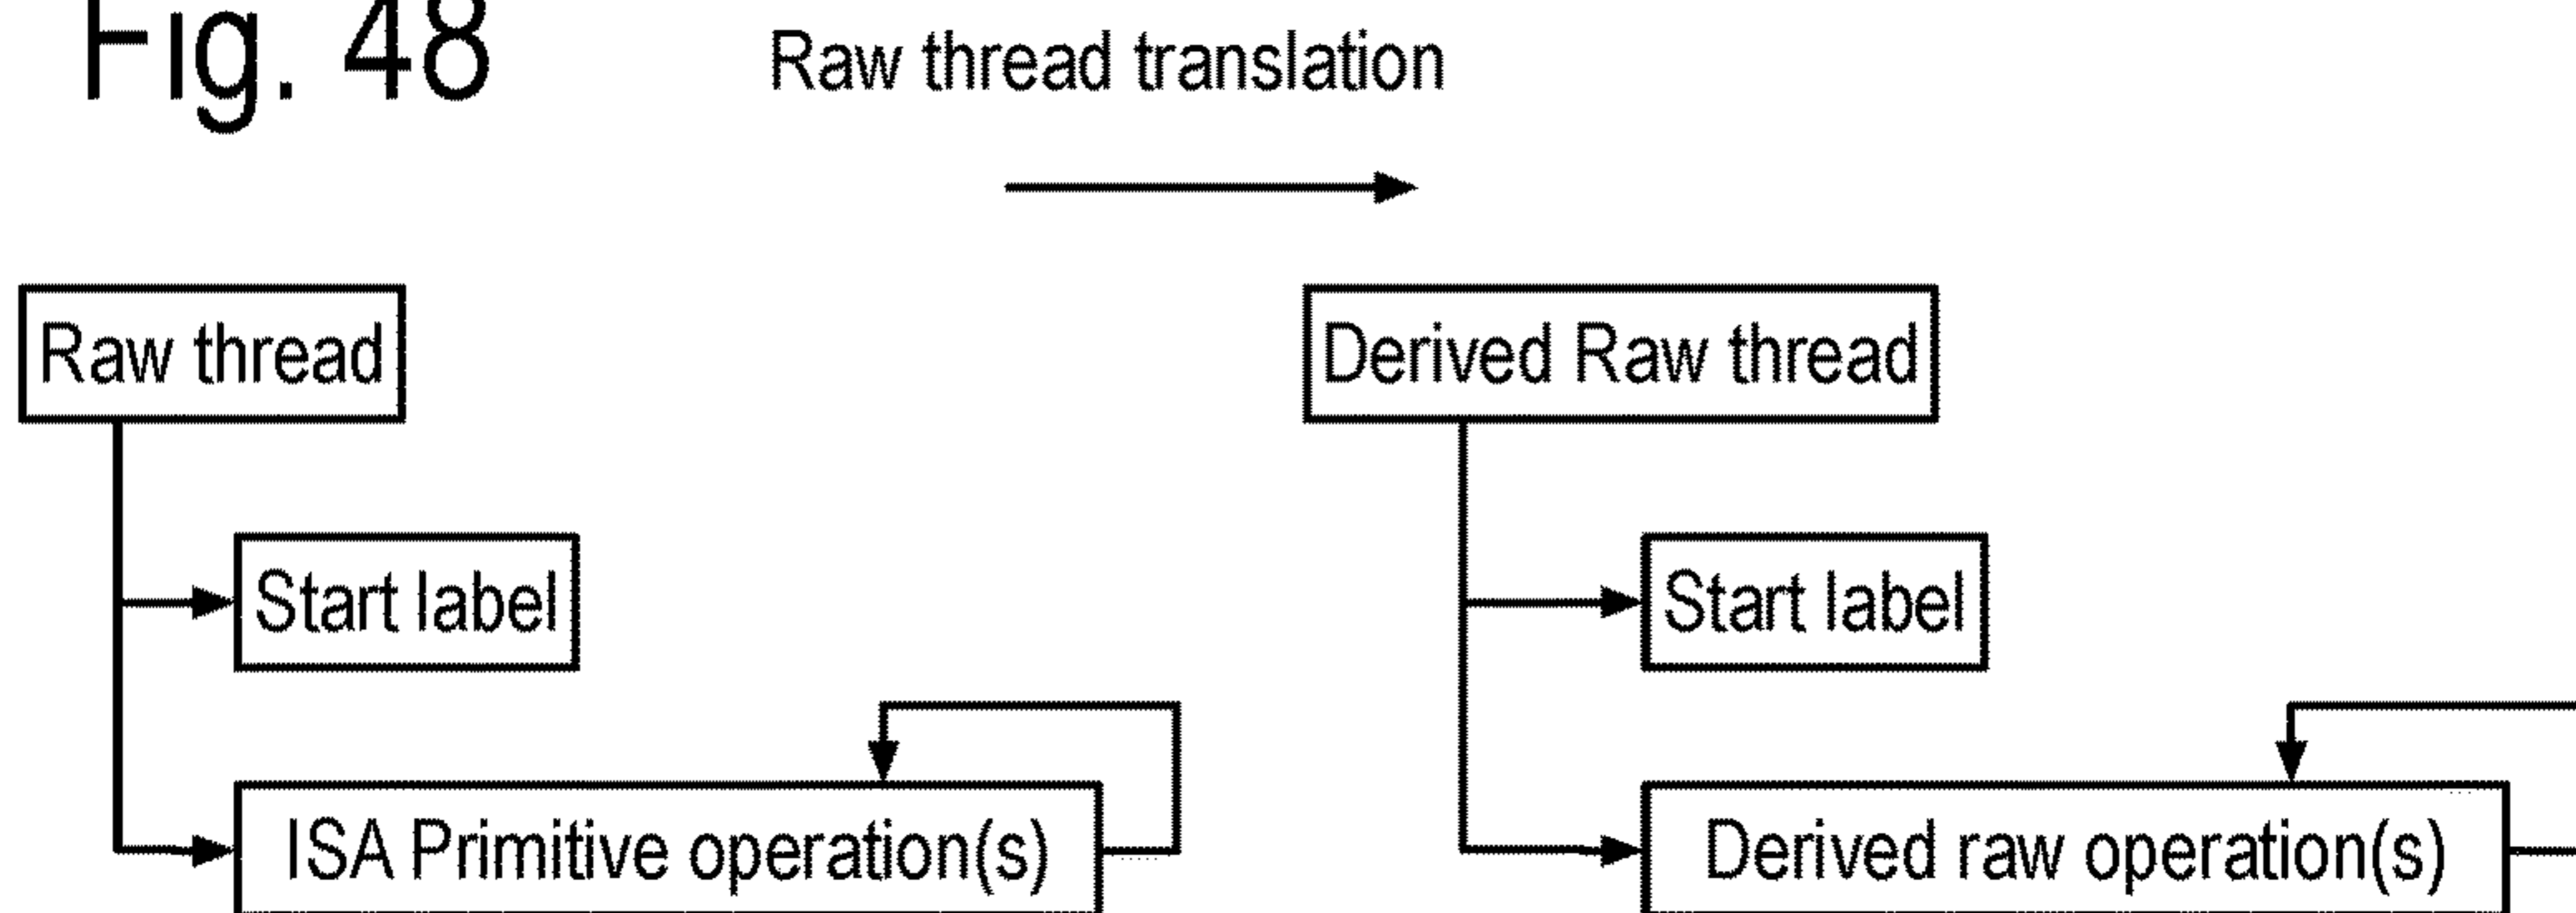 Fig. 48
Raw thread translation
Raw thread
Derived Raw thread
Start label
Start label
ISA Primitive operation(s)
Derived raw operation(s)